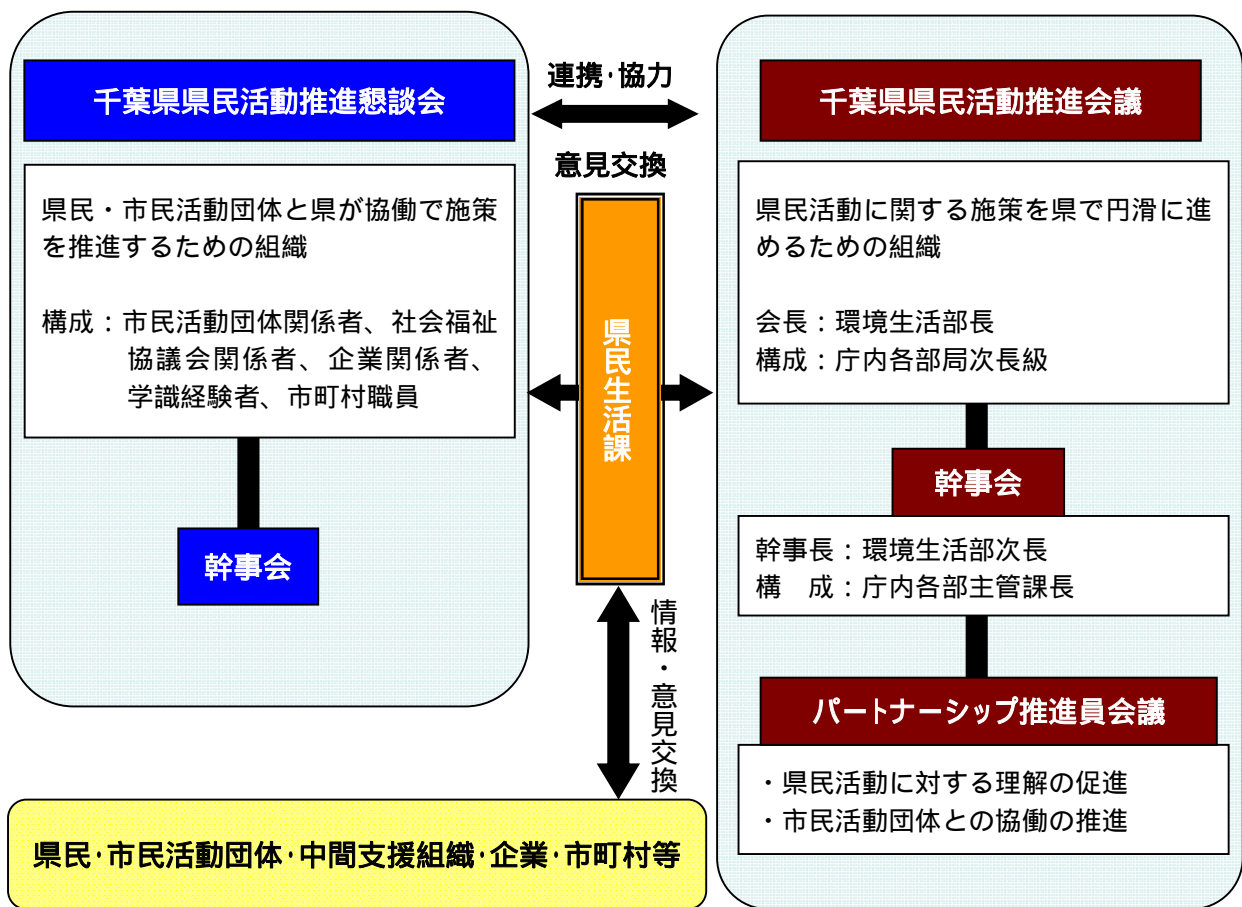 千葉県県民活動推進懇談会
県民・市民活動団体と県が協働で施策
を推進するための組織
構成：市民活動団体関係者、社会福祉
協議会関係者、企業関係者、
学識経験者、市町村職員
幹事会
連携・協力
意見交換
県民生活課
情報・意見交換
千葉県県民活動推進会議
県民活動に関する施策を県で円滑に進
めるための組織
会長：環境生活部長
構成：庁内各部局次長級
幹事会
幹事長：環境生活部次長
構　成：庁内各部主管課長
パートナーシップ推進員会議
・県民活動に対する理解の促進
・市民活動団体との協働の推進
県民・市民活動団体・中間支援組織・企業・市町村等